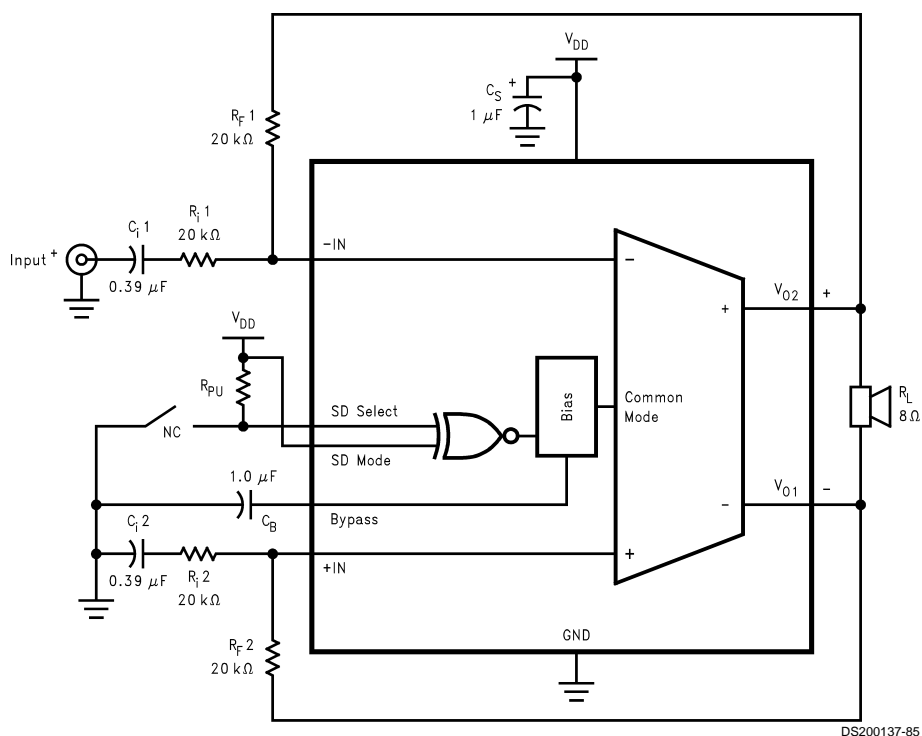 V_DD
C_S +
1 μF
R_F 1
20 kΩ
R_i 1
20 kΩ
C_i 1
Input +
0.39 μF
-IN
-
+
V_O2 +
V_DD
R_PU
SD Select
NC
SD Mode
Bias
Common
Mode
R_L
8Ω
1.0 μF
C_B
Bypass
-
V_O1 -
C_i 2
0.39 μF
R_i 2
20 kΩ
+IN
+
R_F 2
20 kΩ
GND
DS200137-85